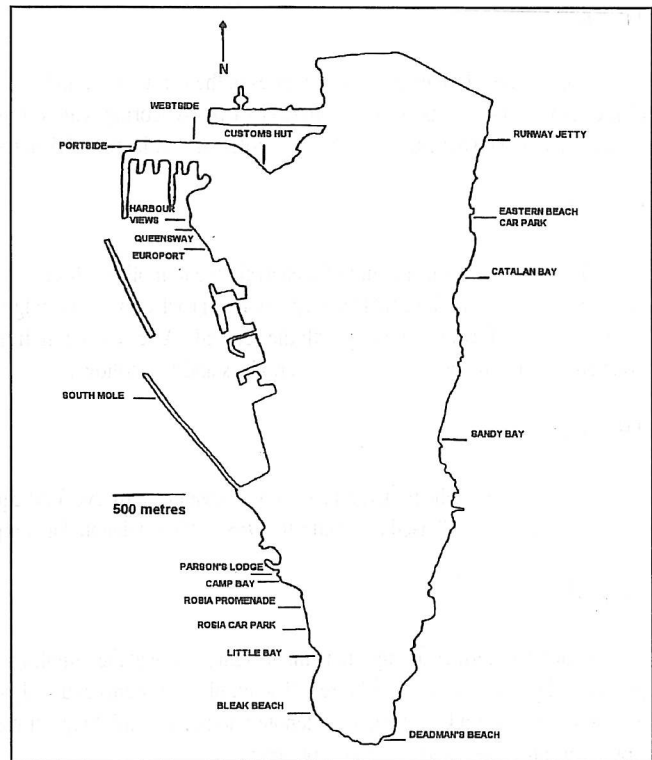 N
WESTSIDE
CUSTOMS HUT
PORTSIDE
RUNWAY JETTY
HARBOUR
VIEWS
QUEENSWAY
EUROPORT
EASTERN BEACH
CAR PARK
CATALAN BAY
SOUTH MOLE
SANDY BAY
500 metres
PARSON'S LODGE
CAMP BAY
ROSIA PROMENADE
ROSIA CAR PARK
LITTLE BAY
BLEAK BEACH
DEADMAN'S BEACH